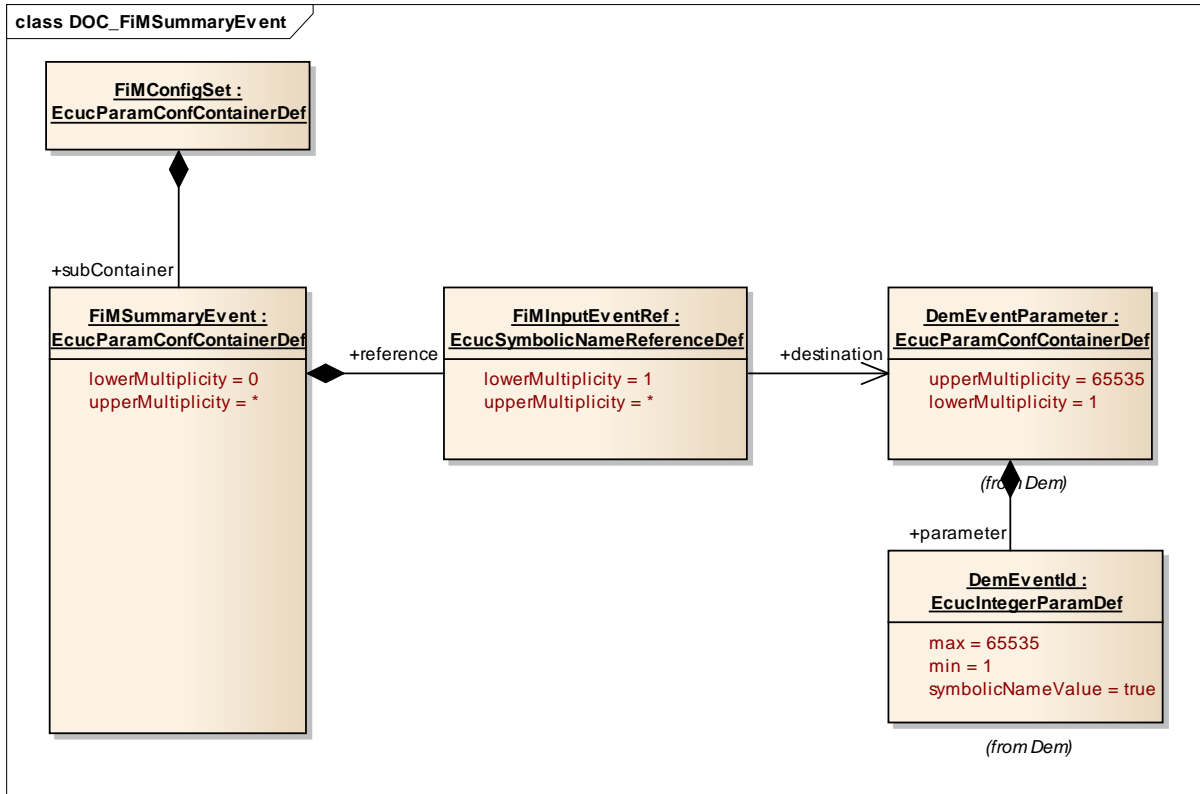 class DOC_FiMSummaryEvent
FiMConfigSet :
EcucParamConfContainerDef
+subContainer
FiMSummaryEvent :
EcucParamConfContainerDef
lowerMultiplicity = 0
upperMultiplicity = *
+reference
FiMInputEventRef :
EcucSymbolicNameReferenceDef
lowerMultiplicity = 1
upperMultiplicity = *
+destination
DemEventParameter :
EcucParamConfContainerDef
upperMultiplicity = 65535
lowerMultiplicity = 1
(from Dem)
+parameter
DemEventId :
EcucIntegerParamDef
max = 65535
min = 1
symbolicNameValue = true
(from Dem)